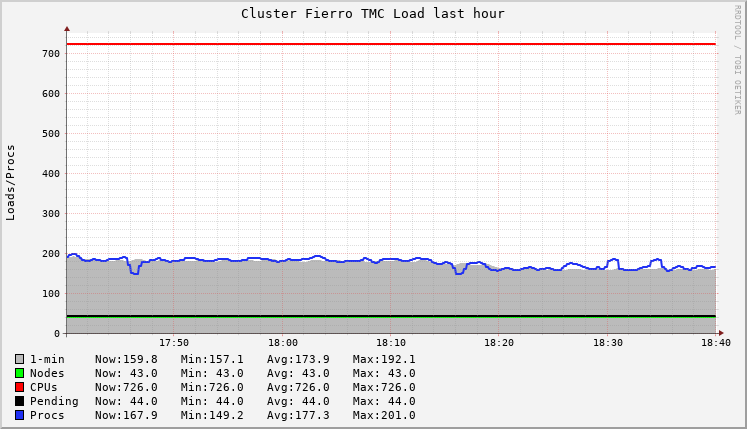 Cluster Fierro TMC Load last hour
RRDTOOL / TOBI OETIKER
Loads/Procs
700
600
500
400
300
200
100
0
17:50 18:00 18:10 18:20 18:30 18:40
1-min Now:159.8 Min:157.1 Avg:173.9 Max:192.1
Nodes Now: 43.0 Min: 43.0 Avg: 43.0 Max: 43.0
CPUs Now:726.0 Min:726.0 Avg:726.0 Max:726.0
Pending Now: 44.0 Min: 44.0 Avg: 44.0 Max: 44.0
Procs Now:167.9 Min:149.2 Avg:177.3 Max:201.0